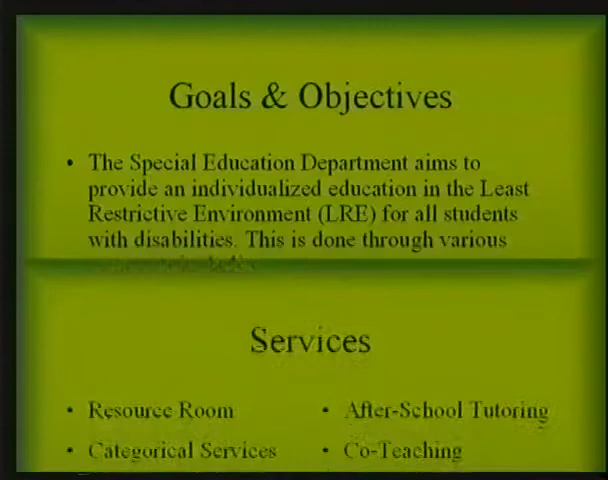 Goals & Objectives
• The Special Education Department aims to
provide an individualized education in the Least
Restrictive Environment (LRE) for all students
with disabilities. This is done through various
Services
• Resource Room
• After-School Tutoring
• Categorical Services
• Co-Teaching